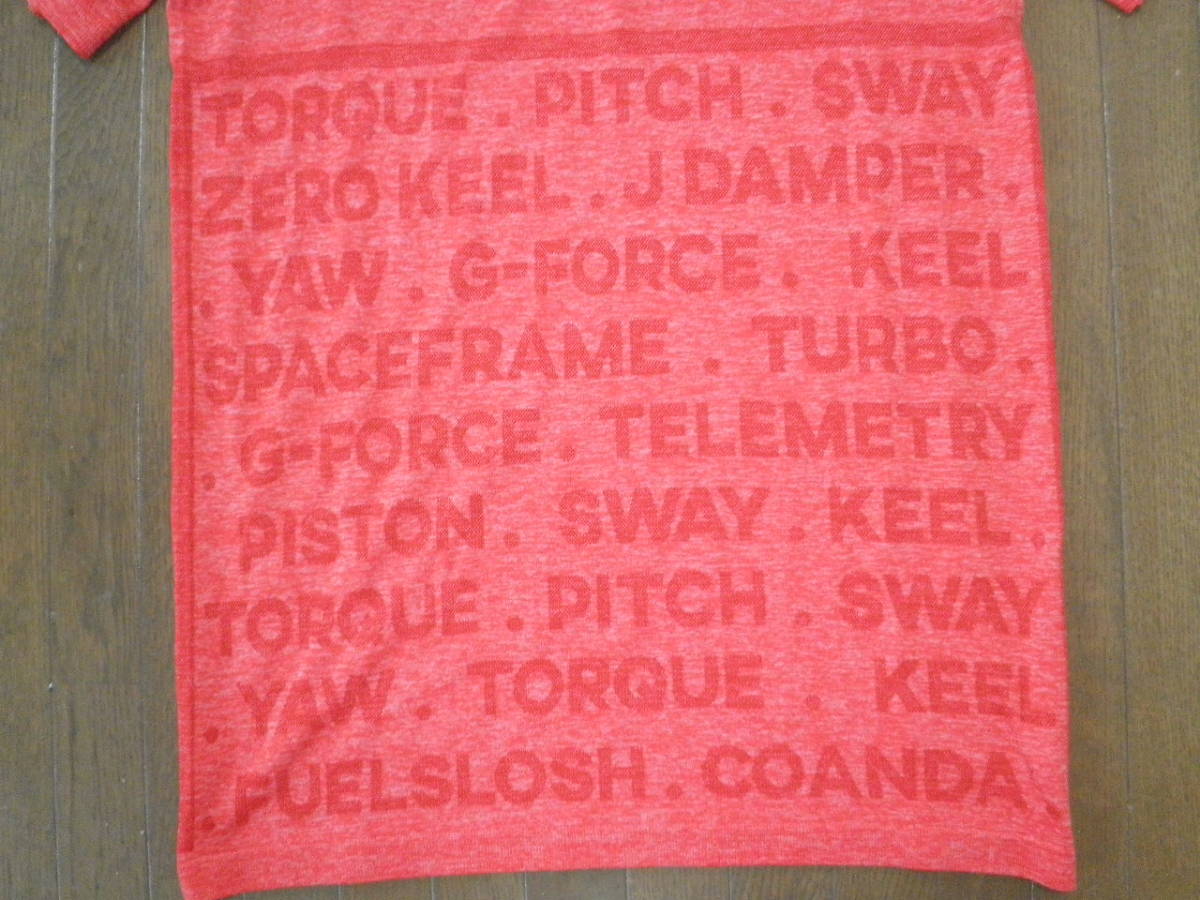 TORQUE . PITCH . SWAY
ZERO KEEL . J DAMPER .
. YAW . G-FORCE . KEEL
SPACEFRAME . TURBO .
. G-FORCE . TELEMETRY
PISTON . SWAY . KEEL .
TORQUE . PITCH . SWAY
. YAW . TORQUE . KEEL
. FUELSLOSH . COANDA .